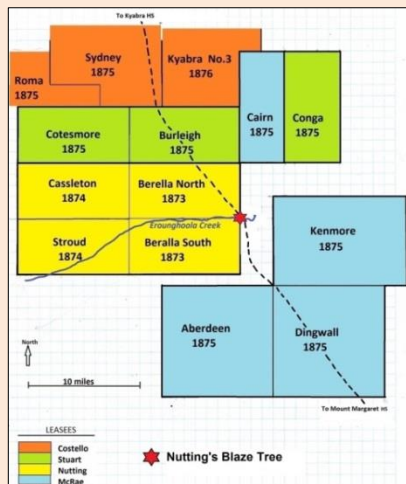 To Kyabra HS
Sydney
1875
Kyabra No.3
1876
Roma
1875
Cairn
1875
Conga
1875
Cotesmore
1875
Burleigh
1875
Cassleton
1874
Berella North
1873
Erounghoola Creek
Stroud
1874
Beralla South
1873
Kenmore
1875
Aberdeen
1875
Dingwall
1875
North
10 miles
To Mount Margaret HS
LEASEES
Costello
Stuart
Nutting
McRae
Nutting's Blaze Tree